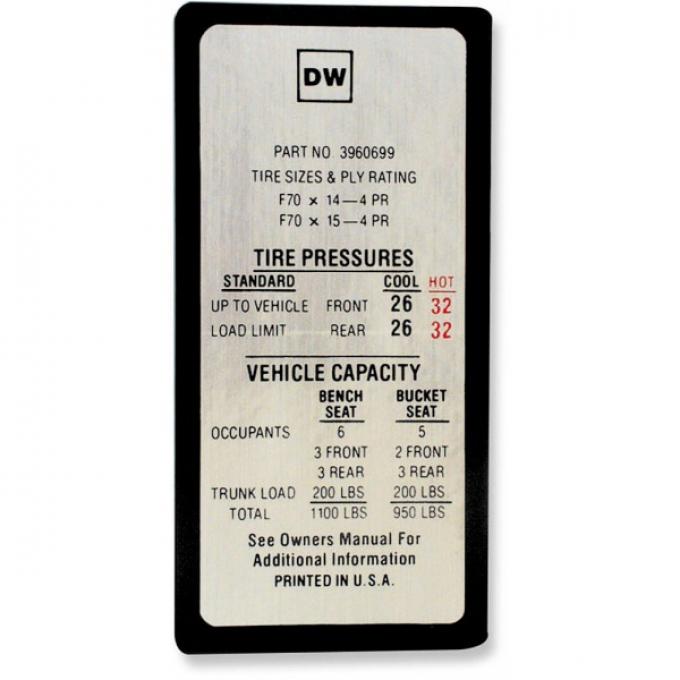 DW
PART NO. 3960699
TIRE SIZES & PLY RATING
F70 x 14—4 PR
F70 x 15—4 PR
TIRE PRESSURES
STANDARD COOL HOT
UP TO VEHICLE FRONT 26 32
LOAD LIMIT REAR 26 32
VEHICLE CAPACITY
BENCH SEAT BUCKET SEAT
OCCUPANTS 6 5
3 FRONT 2 FRONT
3 REAR 3 REAR
TRUNK LOAD 200 LBS 200 LBS
TOTAL 1100 LBS 950 LBS
See Owners Manual For
Additional Information
PRINTED IN U.S.A.